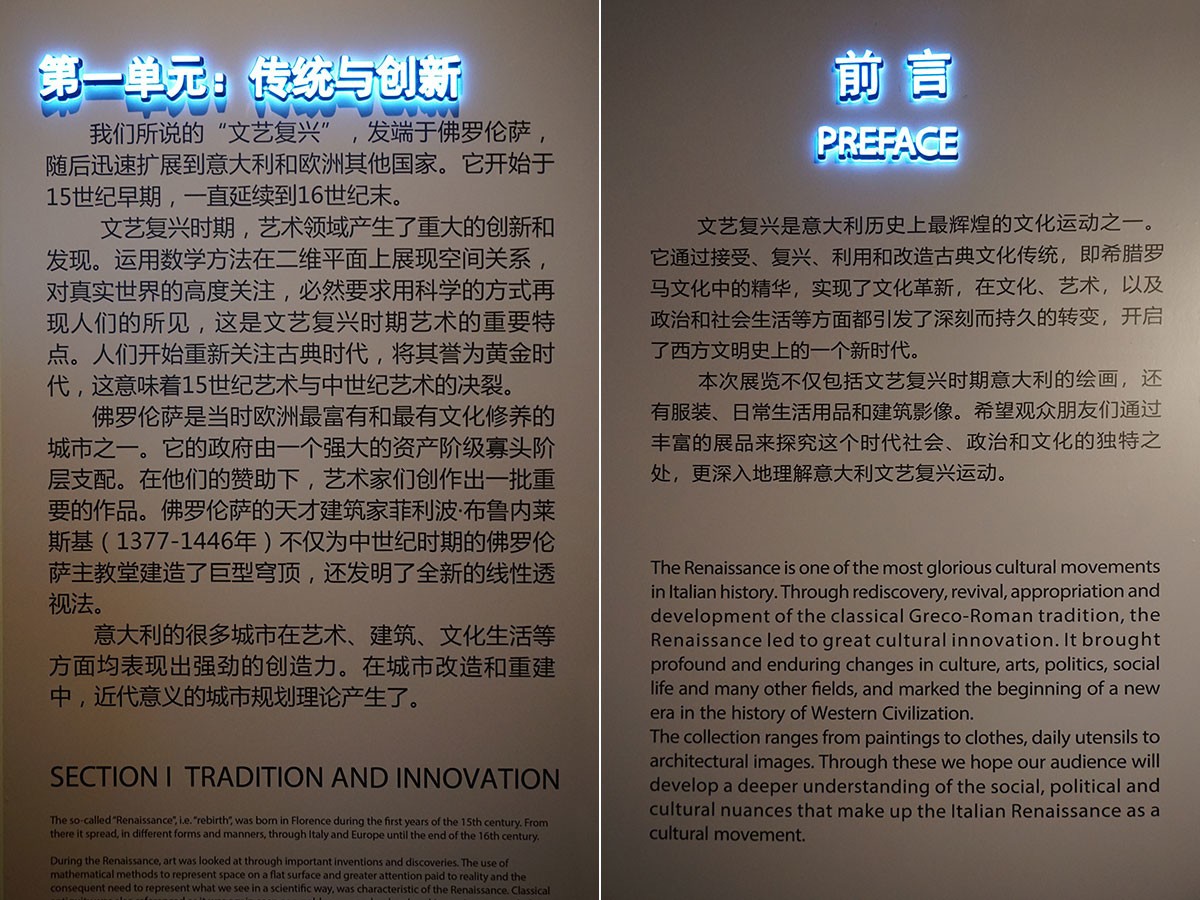 第一单元：传统与创新
我们所说的“文艺复兴”，发端于佛罗伦萨，
随后迅速扩展到意大利和欧洲其他国家。它开始于
15世纪早期，一直延续到16世纪末。
文艺复兴时期，艺术领域产生了重大的创新和
发现。运用数学方法在二维平面上展现空间关系，
对真实世界的高度关注，必然要求用科学的方式再
现人们的所见，这是文艺复兴时期艺术的重要特
点。人们开始重新关注古典时代，将其誉为黄金时
代，这意味着15世纪艺术与中世纪艺术的决裂。
佛罗伦萨是当时欧洲最富有和最有文化修养的
城市之一。它的政府由一个强大的资产阶级寡头阶
层支配。在他们的赞助下，艺术家们创作出一批重
要的作品。佛罗伦萨的天才建筑家菲利波·布鲁内莱
斯基（1377-1446年）不仅为中世纪时期的佛罗伦
萨主教堂建造了巨型穹顶，还发明了全新的线性透
视法。
意大利的很多城市在艺术、建筑、文化生活等
方面均表现出强劲的创造力。在城市改造和重建
中，近代意义的城市规划理论产生了。
SECTION I TRADITION AND INNOVATION
The so-called “Renaissance”, i.e. “rebirth”, was born in Florence during the first years of the 15th century. From
there it spread, in different forms and manners, through Italy and Europe until the end of the 16th century.
During the Renaissance, art was looked at through important inventions and discoveries. The use of
mathematical methods to represent space on a flat surface and greater attention paid to reality and the
consequent need to represent what we see in a scientific way, was characteristic of the Renaissance. Classical
前言
PREFACE
文艺复兴是意大利历史上最辉煌的文化运动之一。
它通过接受、复兴、利用和改造古典文化传统，即希腊罗
马文化中的精华，实现了文化革新，在文化、艺术，以及
政治和社会生活等方面都引发了深刻而持久的转变，开启
了西方文明史上的一个新时代。
本次展览不仅包括文艺复兴时期意大利的绘画，还
有服装、日常生活用品和建筑影像。希望观众朋友们通过
丰富的展品来探究这个时代社会、政治和文化的独特之
处，更深入地理解意大利文艺复兴运动。
The Renaissance is one of the most glorious cultural movements
in Italian history. Through rediscovery, revival, appropriation and
development of the classical Greco-Roman tradition, the
Renaissance led to great cultural innovation. It brought
profound and enduring changes in culture, arts, politics, social
life and many other fields, and marked the beginning of a new
era in the history of Western Civilization.
The collection ranges from paintings to clothes, daily utensils to
architectural images. Through these we hope our audience will
develop a deeper understanding of the social, political and
cultural nuances that make up the Italian Renaissance as a
cultural movement.